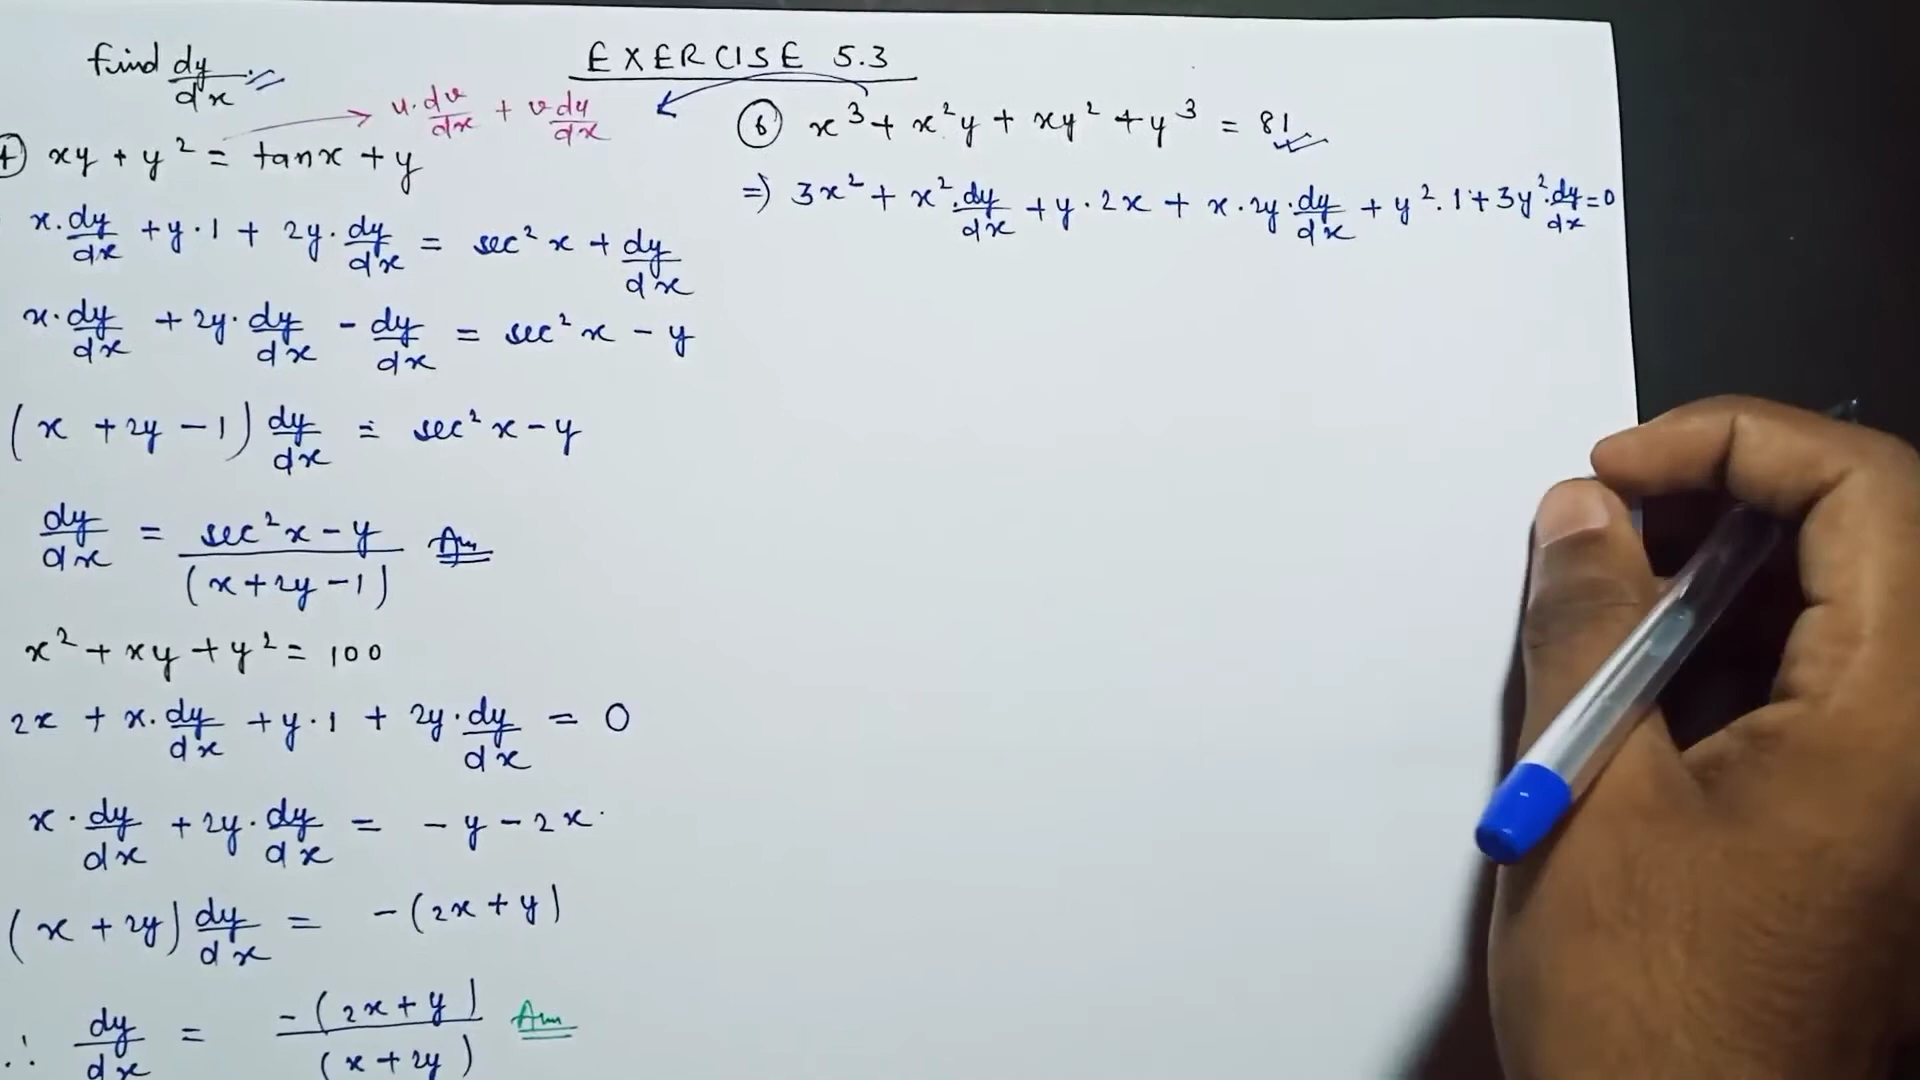 find dy/dx
EXERCISE 5.3
u·dv/dx + v dy/dx
xy + y² = tanx + y
x·dy/dx + y·1 + 2y·dy/dx = sec²x + dy/dx
x·dy/dx + 2y·dy/dx - dy/dx = sec²x - y
(x + 2y - 1) dy/dx = sec²x - y
dy/dx = sec²x - y / (x + 2y - 1) Ans
x² + xy + y² = 100
2x + x·dy/dx + y·1 + 2y·dy/dx = 0
x·dy/dx + 2y·dy/dx = - y - 2x
(x + 2y) dy/dx = - (2x + y)
∴ dy/dx = - (2x + y) / (x + 2y) Ans
⑥ x³ + x²y + xy² + y³ = 81
⇒ 3x² + x²·dy/dx + y·2x + x·2y·dy/dx + y²·1 + 3y²·dy/dx = 0